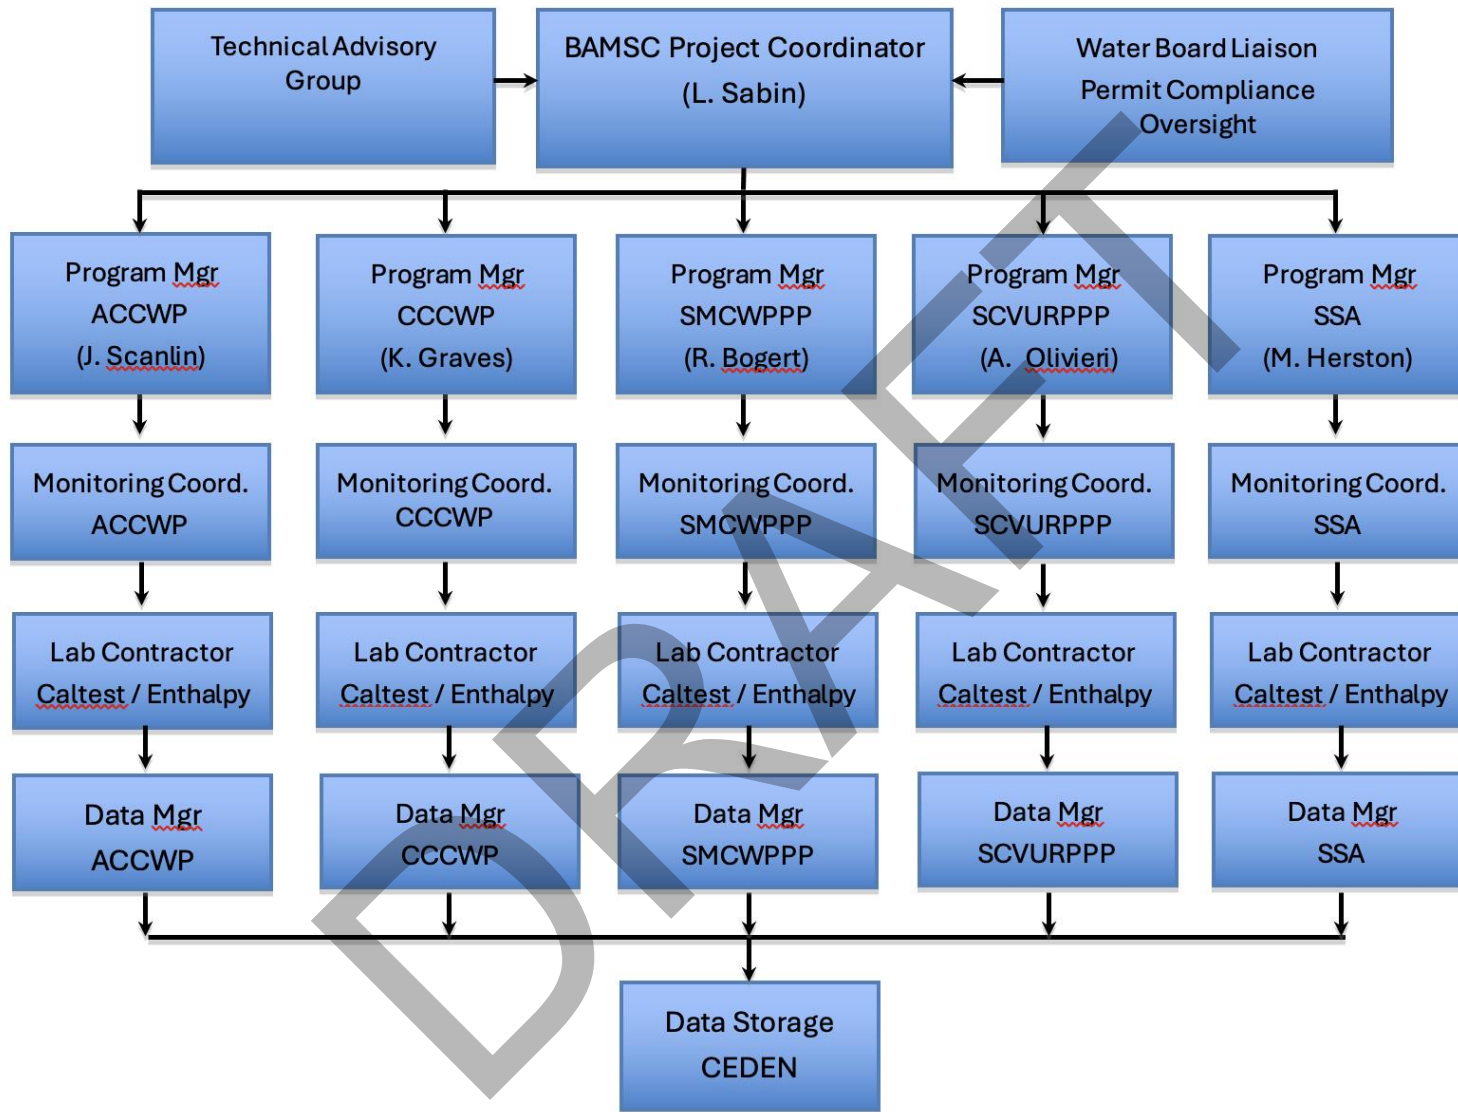 Technical Advisory
Group
BAMSC Project Coordinator
(L. Sabin)
Water Board Liaison
Permit Compliance
Oversight
Program Mgr
ACCWP
(J. Scanlin)
Program Mgr
CCCWP
(K. Graves)
Program Mgr
SMCWPPP
(R. Bogert)
Program Mgr
SCVURPPP
(A. Olivieri)
Program Mgr
SSA
(M. Herston)
Monitoring Coord.
ACCWP
Monitoring Coord.
CCCWP
Monitoring Coord.
SMCWPPP
Monitoring Coord.
SCVURPPP
Monitoring Coord.
SSA
Lab Contractor
Caltest / Enthalpy
Lab Contractor
Caltest / Enthalpy
Lab Contractor
Caltest / Enthalpy
Lab Contractor
Caltest / Enthalpy
Lab Contractor
Caltest / Enthalpy
Data Mgr
ACCWP
Data Mgr
CCCWP
Data Mgr
SMCWPPP
Data Mgr
SCVURPPP
Data Mgr
SSA
Data Storage
CEDEN
DRAFT